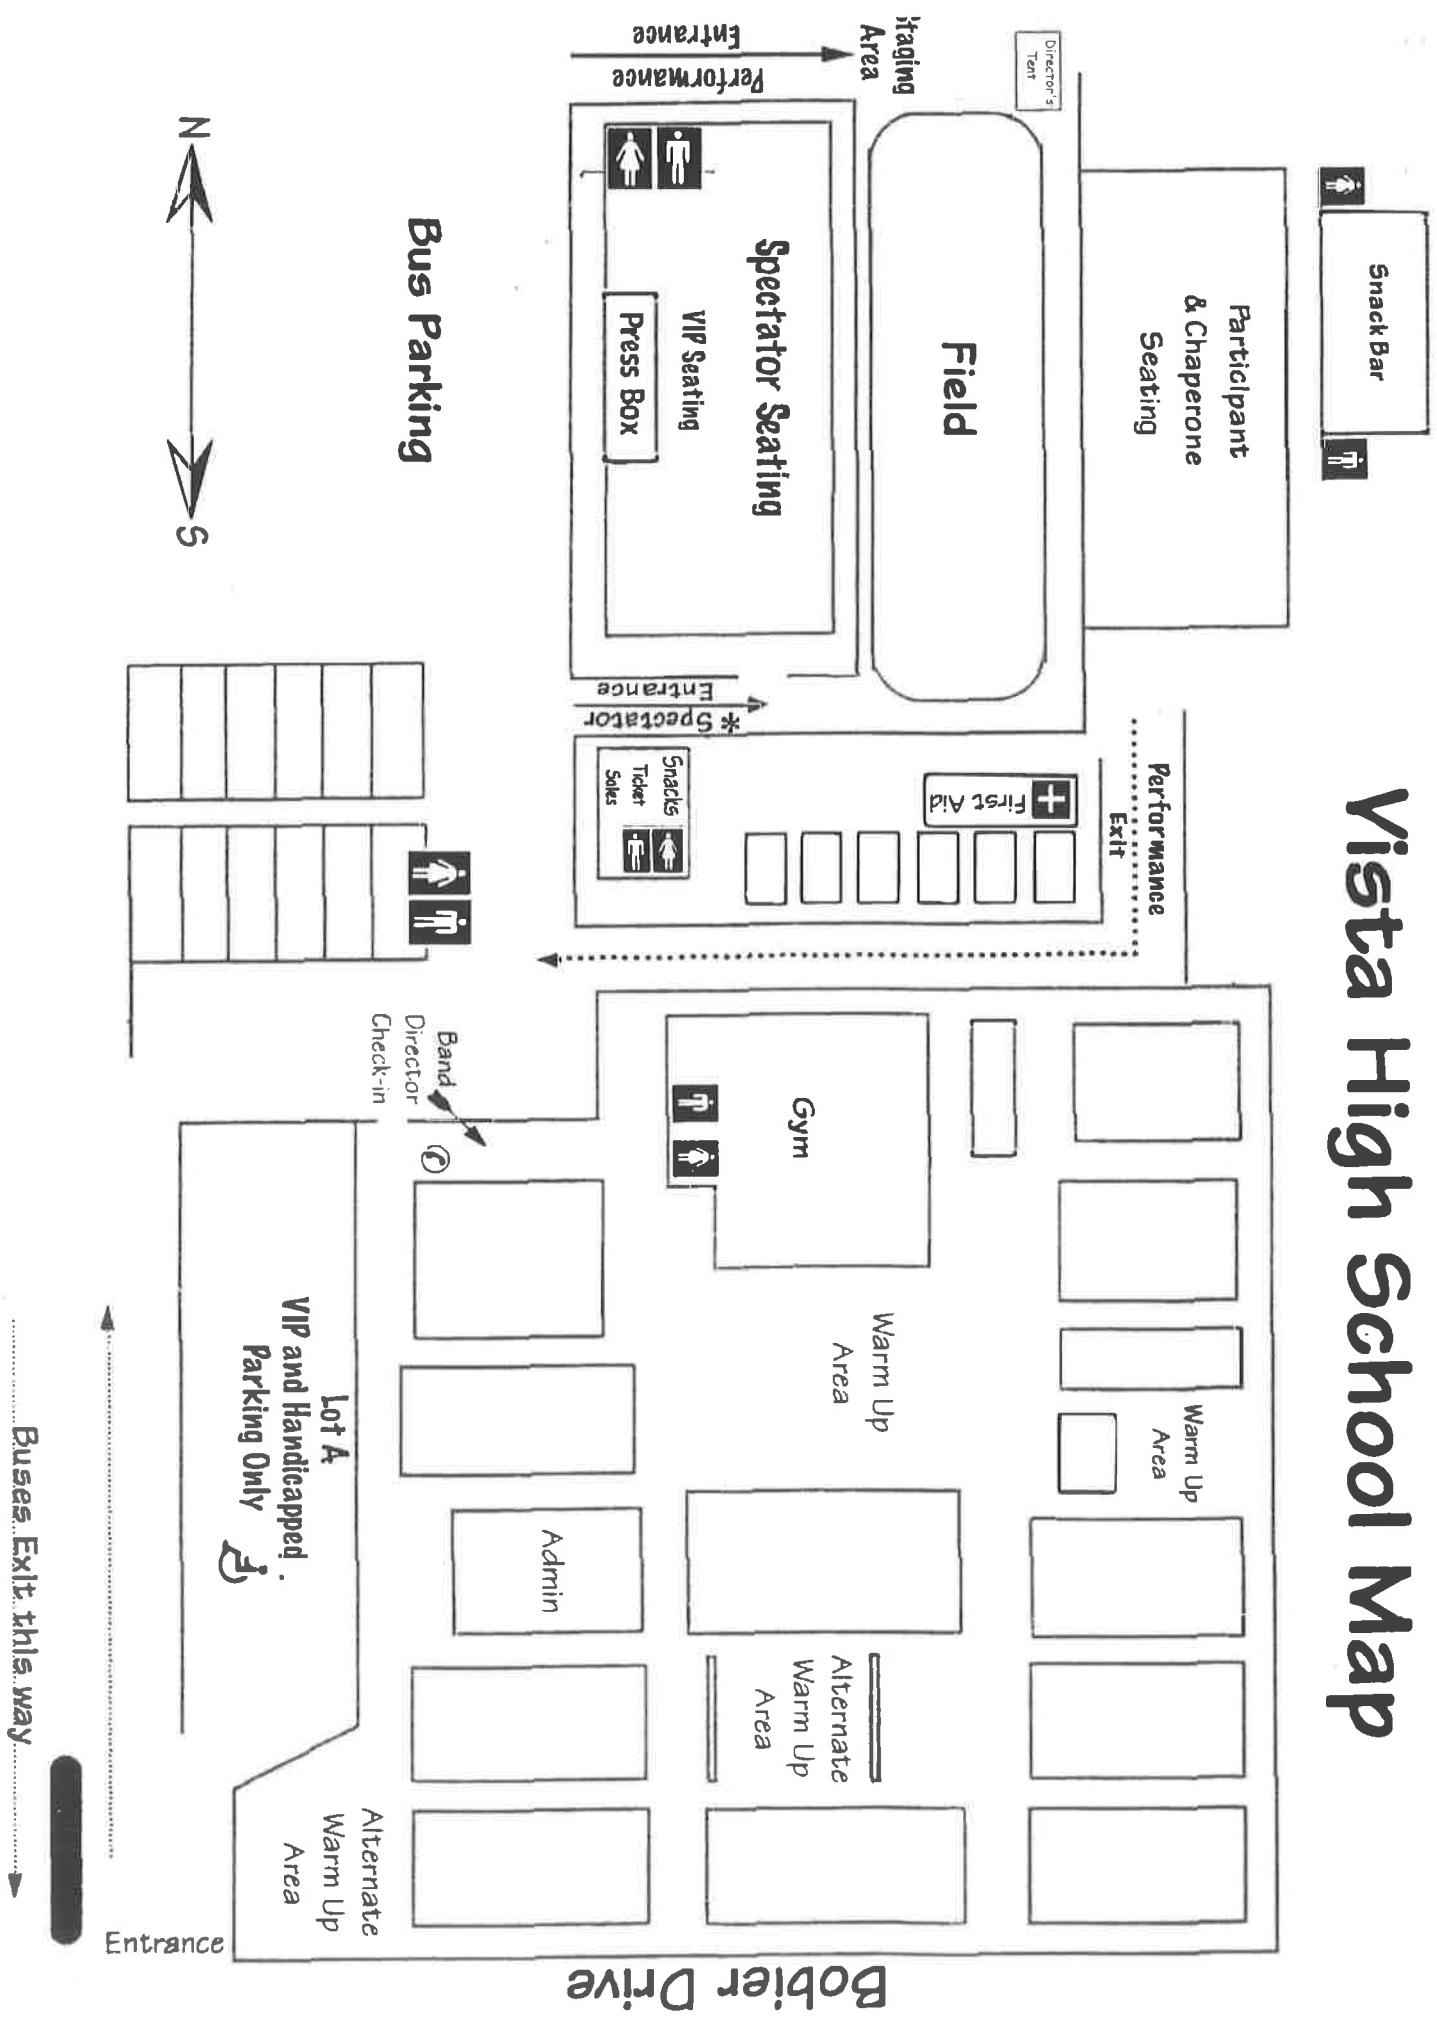 Vista High School Map
Snack Bar
Participant
& Chaperone
Seating
Director's
Tent
Area
Field
Performance
Entrance
Spectator Seating
VIP Seating
Press Box
Bus Parking
N
S
* Spectator
Entrance
Snacks
Ticket
Sales
First Aid
Performance
Exit
Band
Director
Check-in
Gym
Warm Up
Area
Warm Up
Area
Lot A
VIP and Handicapped
Parking Only
Admin
Alternate
Warm Up
Area
Alternate
Warm Up
Area
Buses Exit this way
Entrance
Bobier Drive